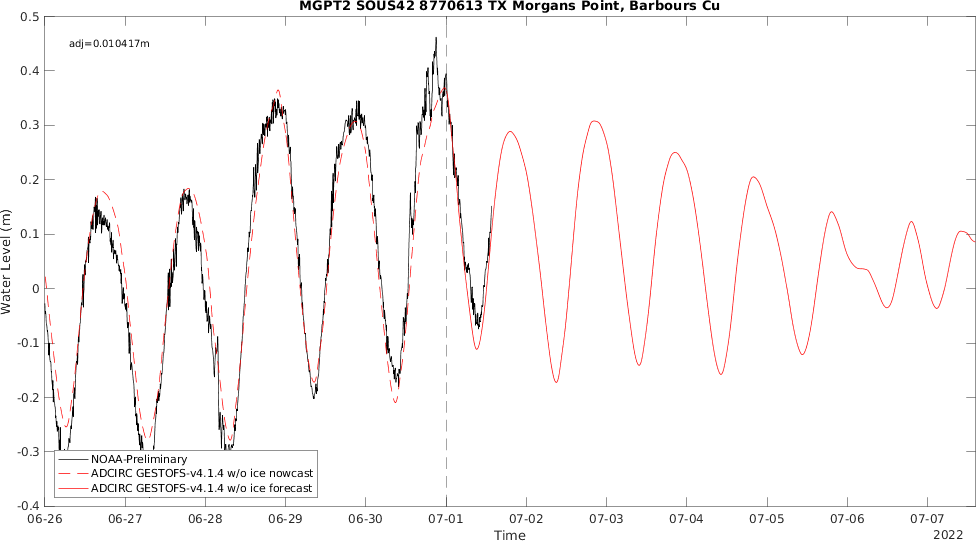 MGPT2 SOUS42 8770613 TX Morgans Point, Barbours Cu
adj=0.010417m
0.5
0.4
0.3
0.2
0.1
0
-0.1
-0.2
-0.3
-0.4
Water Level (m)
NOAA-Preliminary
ADCIRC GESTOFS-v4.1.4 w/o ice nowcast
ADCIRC GESTOFS-v4.1.4 w/o ice forecast
06-26 06-27 06-28 06-29 06-30 07-01 07-02 07-03 07-04 07-05 07-06 07-07
Time
2022